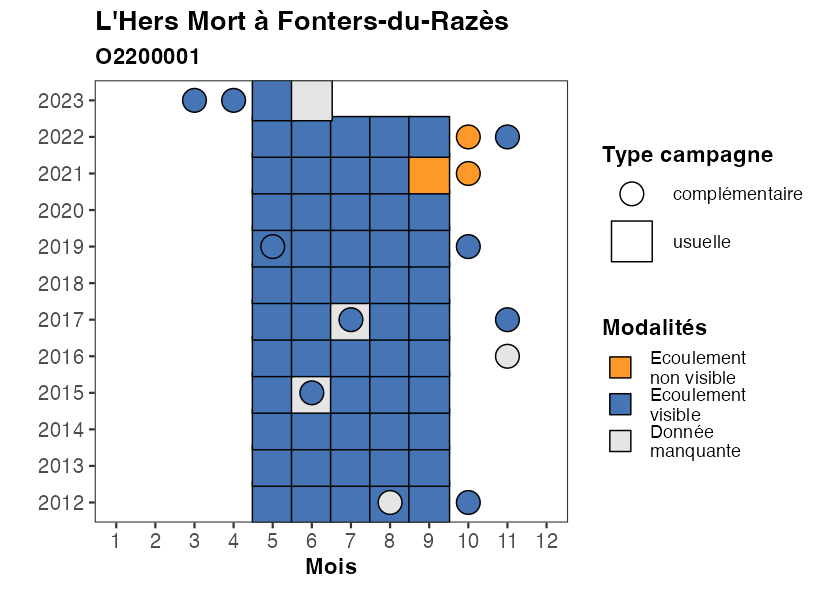 L'Hers Mort à Fonters-du-Razès
O2200001
2023
2022
2021
2020
2019
2018
2017
2016
2015
2014
2013
2012
1 2 3 4 5 6 7 8 9 10 11 12
Mois
Type campagne
complémentaire
usuelle
Modalités
Ecoulement
non visible
Ecoulement
visible
Donnée
manquante